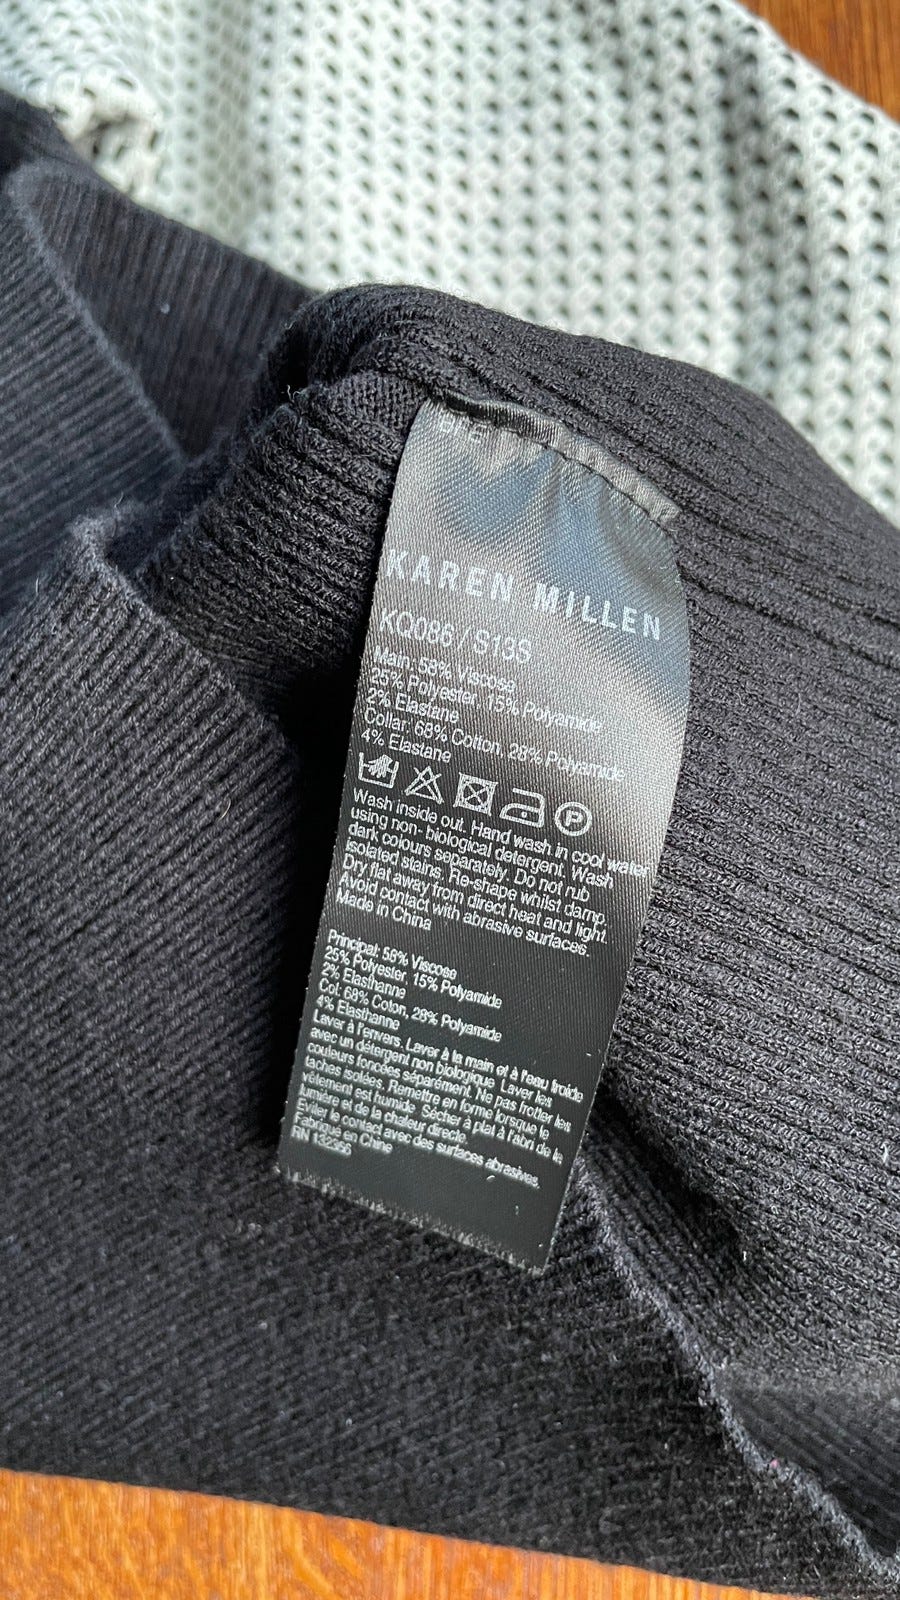 KAREN MILLEN
KQ086 / S13S
Main: 58% Viscose
25% Polyester, 15% Polyamide
2% Elastane
Collar: 68% Cotton, 28% Polyamide
4% Elastane
P
Wash inside out. Hand wash in cool water
using non-biological detergent. Wash
dark colours separately. Do not rub
isolated stains. Re-shape whilst damp.
Dry flat away from direct heat and light.
Avoid contact with abrasive surfaces.
Made in China
Principal: 58% Viscose
25% Polyester, 15% Polyamide
2% Elasthanne
Col: 68% Coton, 28% Polyamide
4% Elasthanne
Laver à l'envers. Laver à la main et à l'eau froide
avec un détergent non biologique. Laver les
couleurs foncées séparément. Ne pas frotter les
taches isolées. Remettre en forme lorsque le
vêtement est humide. Sécher à plat à l'abri de la
lumière et de la chaleur directe.
Eviter le contact avec des surfaces abrasives.
Fabriqué en Chine
RN 132356